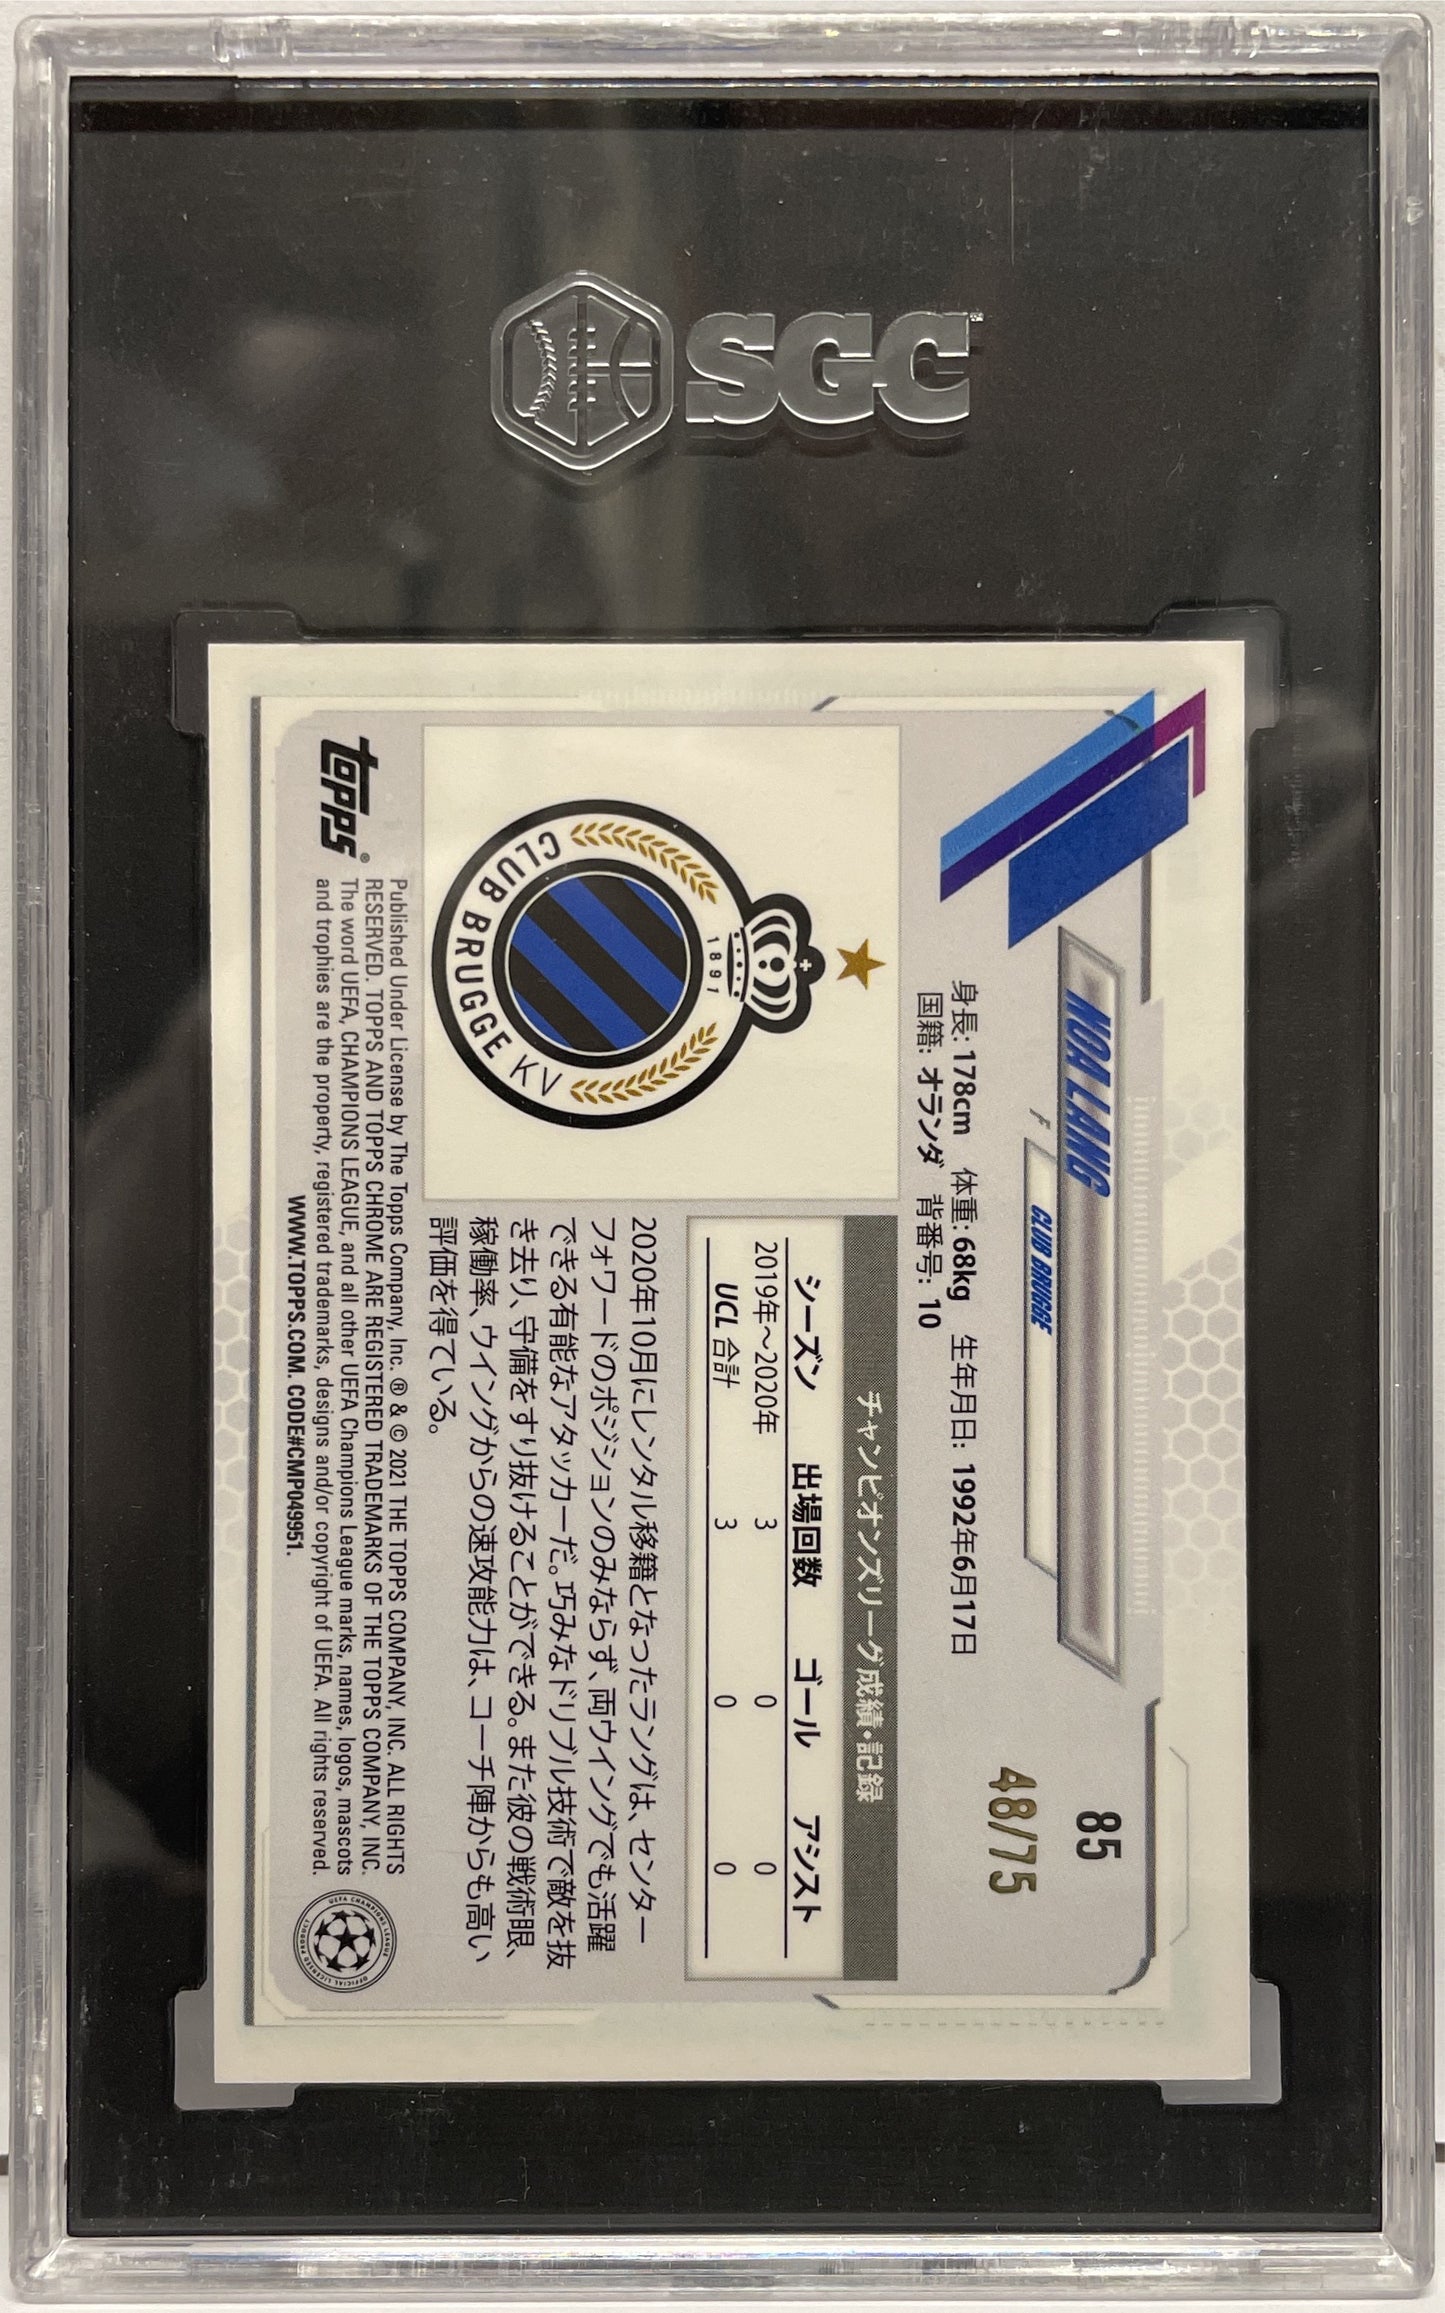 SGC
85
NOA LANG
F
CLUB BRUGGE
48/75
身長: 178cm 体重: 68kg 生年月日: 1992年6月17日
国籍: オランダ 背番号: 10
CLUB BRUGGE KV
1891
チャンピオンズリーグ成績・記録
シーズン 出場回数 ゴール アシスト
2019年～2020年 3 0 0
UCL 合計 3 0 0
2020年10月にレンタル移籍となったラングは、センター
フォワードのポジションのみならず、両ウイングでも活躍
できる有能なアタッカーだ。巧みなドリブル技術で敵を抜
き去り、守備をすり抜けることができる。また彼の戦術眼、
稼働率、ウイングからの速攻能力は、コーチ陣からも高い
評価を得ている。
topps®
Published Under License by The Topps Company, Inc. ® & © 2021 THE TOPPS COMPANY, INC. ALL RIGHTS
RESERVED. TOPPS AND TOPPS CHROME ARE REGISTERED TRADEMARKS OF THE TOPPS COMPANY, INC.
The word UEFA, CHAMPIONS LEAGUE, and all other UEFA Champions League marks, names, logos, mascots
and trophies are the property, registered trademarks, designs and/or copyright of UEFA. All rights reserved.
WWW.TOPPS.COM. CODE#CMP049951.
UEFA CHAMPIONS LEAGUE
OFFICIAL LICENSED PRODUCT